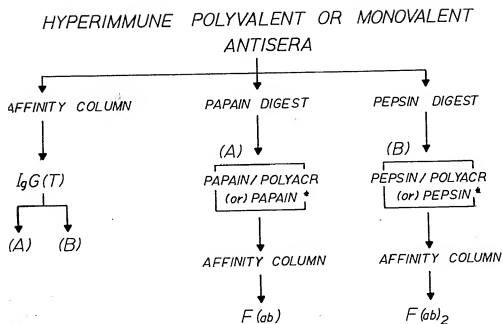 HYPERIMMUNE POLYVALENT OR MONOVALENT
ANTISERA
AFFINITY COLUMN
PAPAIN DIGEST
PEPSIN DIGEST
(A)
(B)
IgG(T)
PAPAIN/POLYACR
(or) PAPAIN *
PEPSIN/POLYACR
(or) PEPSIN *
(A)
(B)
AFFINITY COLUMN
AFFINITY COLUMN
F(ab)
F(ab)2